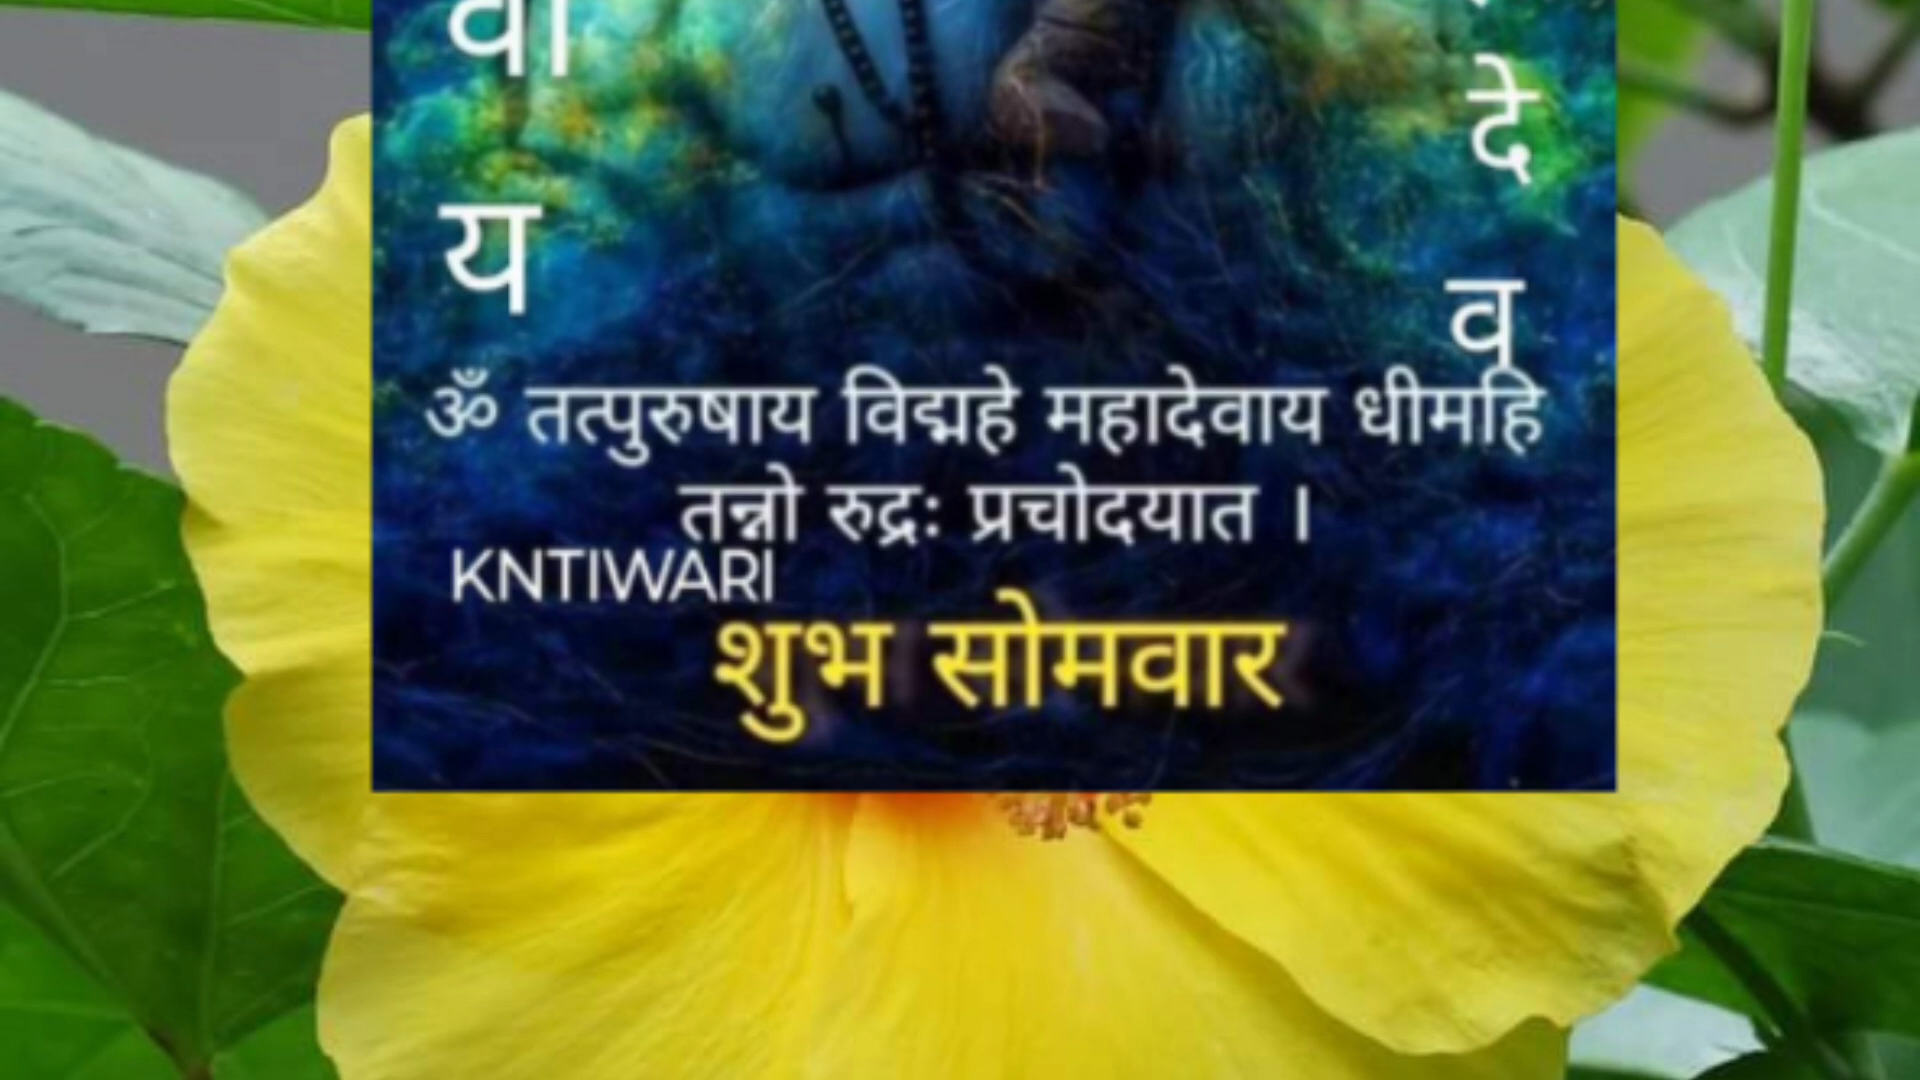 वा
य
दे
व
ॐ तत्पुरुषाय विद्महे महादेवाय धीमहि
तन्नो रुद्रः प्रचोदयात ।
KNTIWARI
शुभ सोमवार